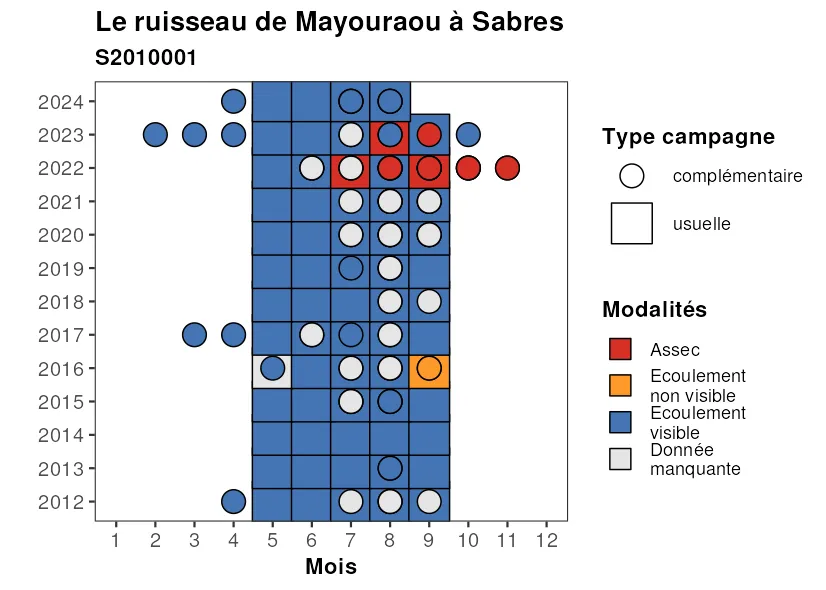 Le ruisseau de Mayouraou à Sabres
S2010001
2024
2023
2022
2021
2020
2019
2018
2017
2016
2015
2014
2013
2012
1 2 3 4 5 6 7 8 9 10 11 12
Mois
Type campagne
complémentaire
usuelle
Modalités
Assec
Ecoulement
non visible
Ecoulement
visible
Donnée
manquante